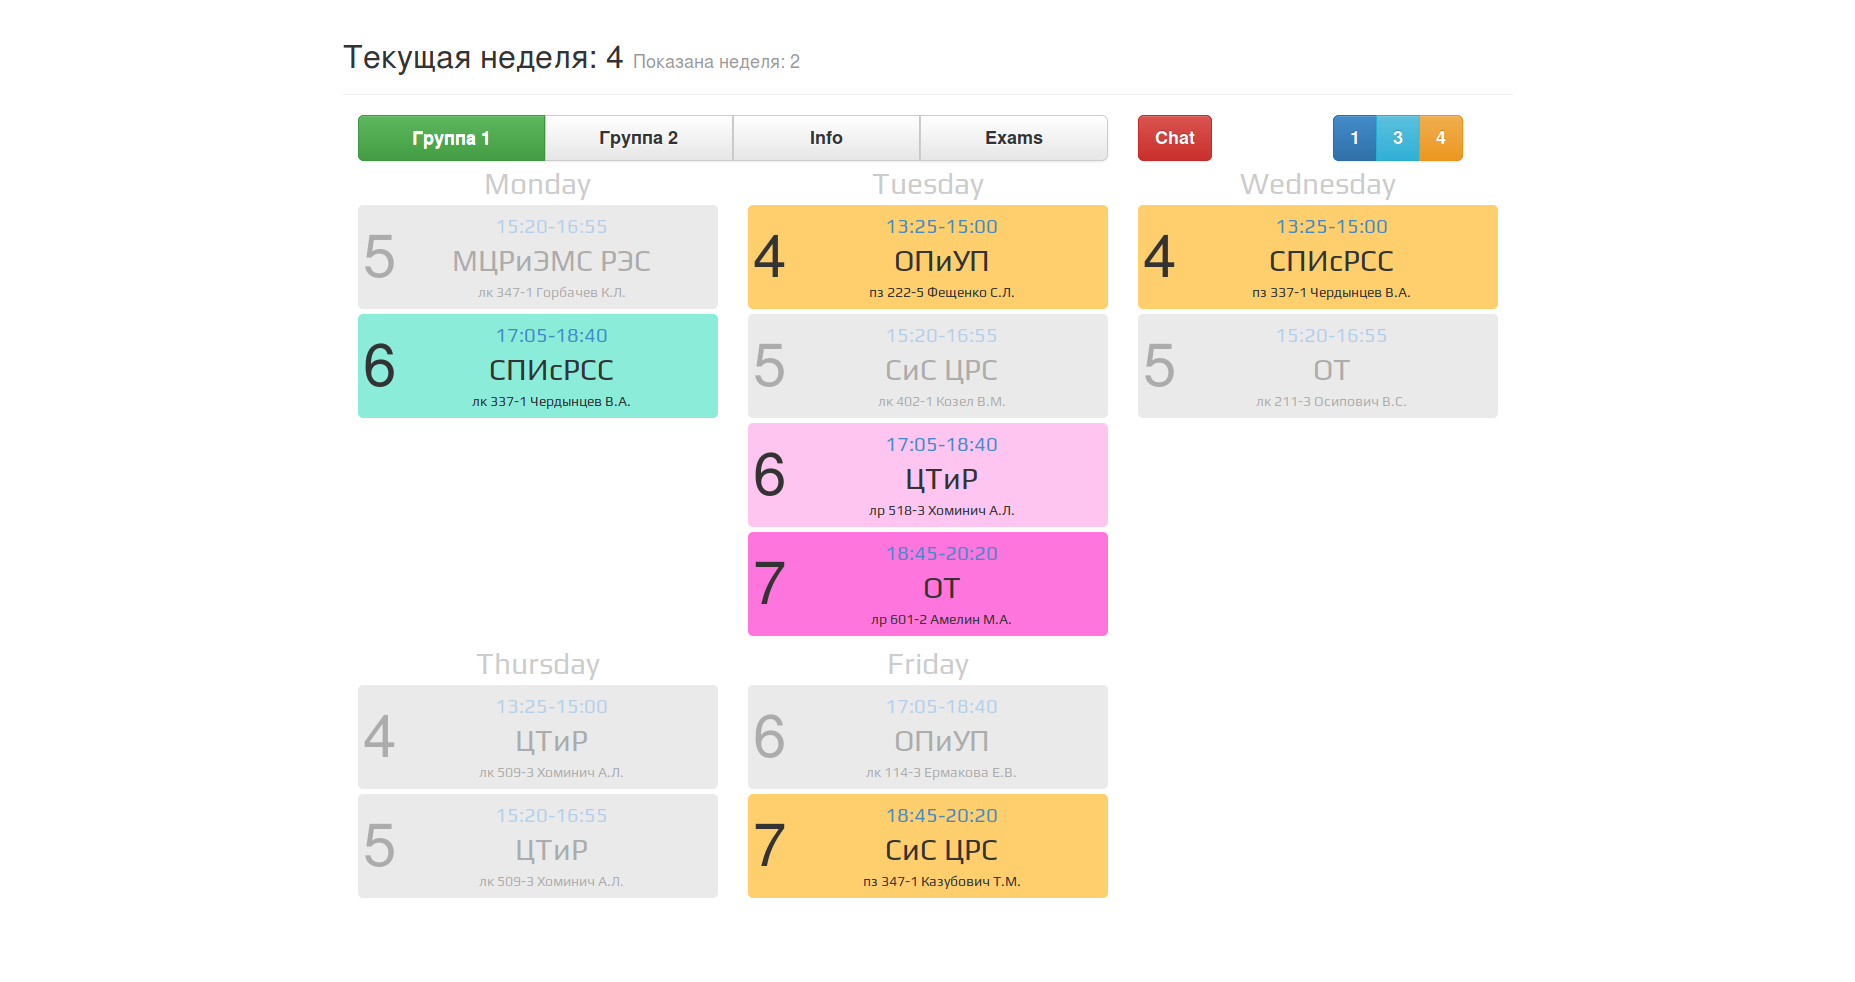 Текущая неделя: 4 Показана неделя: 2
Группа 1 Группа 2 Info Exams Chat 1 3 4
Monday
5
15:20-16:55
МЦРиЭМС РЭС
лк 347-1 Горбачев К.Л.
6
17:05-18:40
СПИсРСС
лк 337-1 Чердынцев В.А.
Tuesday
4
13:25-15:00
ОПиУП
пз 222-5 Фещенко С.Л.
5
15:20-16:55
СиС ЦРС
лк 402-1 Козел В.М.
6
17:05-18:40
ЦТиР
лр 518-3 Хоминич А.Л.
7
18:45-20:20
ОТ
лр 601-2 Амелин М.А.
Wednesday
4
13:25-15:00
СПИсРСС
пз 337-1 Чердынцев В.А.
5
15:20-16:55
ОТ
лк 211-3 Осипович В.С.
Thursday
4
13:25-15:00
ЦТиР
лк 509-3 Хоминич А.Л.
5
15:20-16:55
ЦТиР
лк 509-3 Хоминич А.Л.
Friday
6
17:05-18:40
ОПиУП
лк 114-3 Ермакова Е.В.
7
18:45-20:20
СиС ЦРС
пз 347-1 Казубович Т.М.